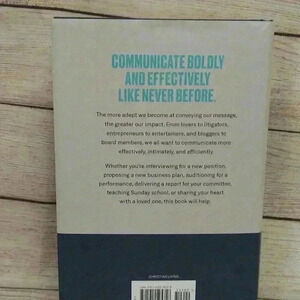 COMMUNICATE BOLDLY
AND EFFECTIVELY
LIKE NEVER BEFORE.
The more adept we become at conveying our message,
the greater our impact. From lovers to litigators,
entrepreneurs to entertainers, and bloggers to
board members, we all want to communicate more
effectively, intimately, and efficiently.
Whether you're interviewing for a new position,
proposing a new business plan, auditioning for a
performance, delivering a report for your committee,
teaching Sunday school, or sharing your heart
with a loved one, this book will help.